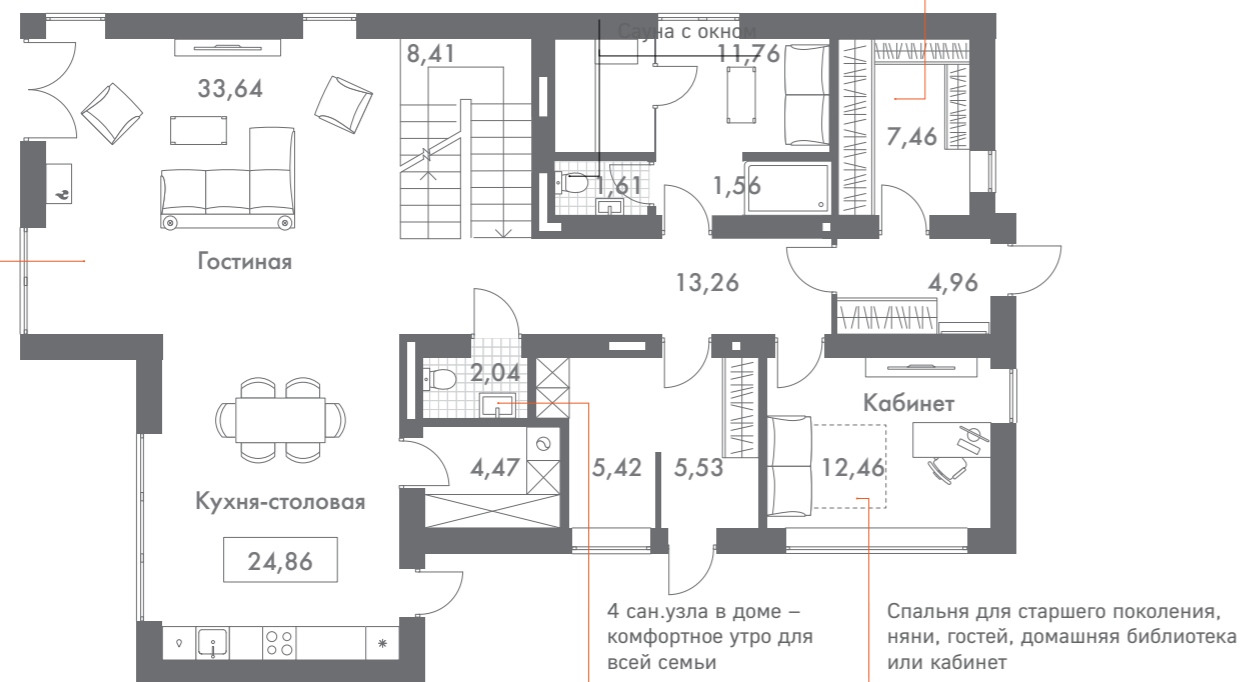 Сауна с окном
8,41
11,76
33,64
7,46
1,61
1,56
Гостиная
13,26
4,96
2,04
Кабинет
4,47
5,42
5,53
12,46
Кухня-столовая
24,86
4 сан.узла в доме –
комфортное утро для
всей семьи
Спальня для старшего поколения,
няни, гостей, домашняя библиотека
или кабинет